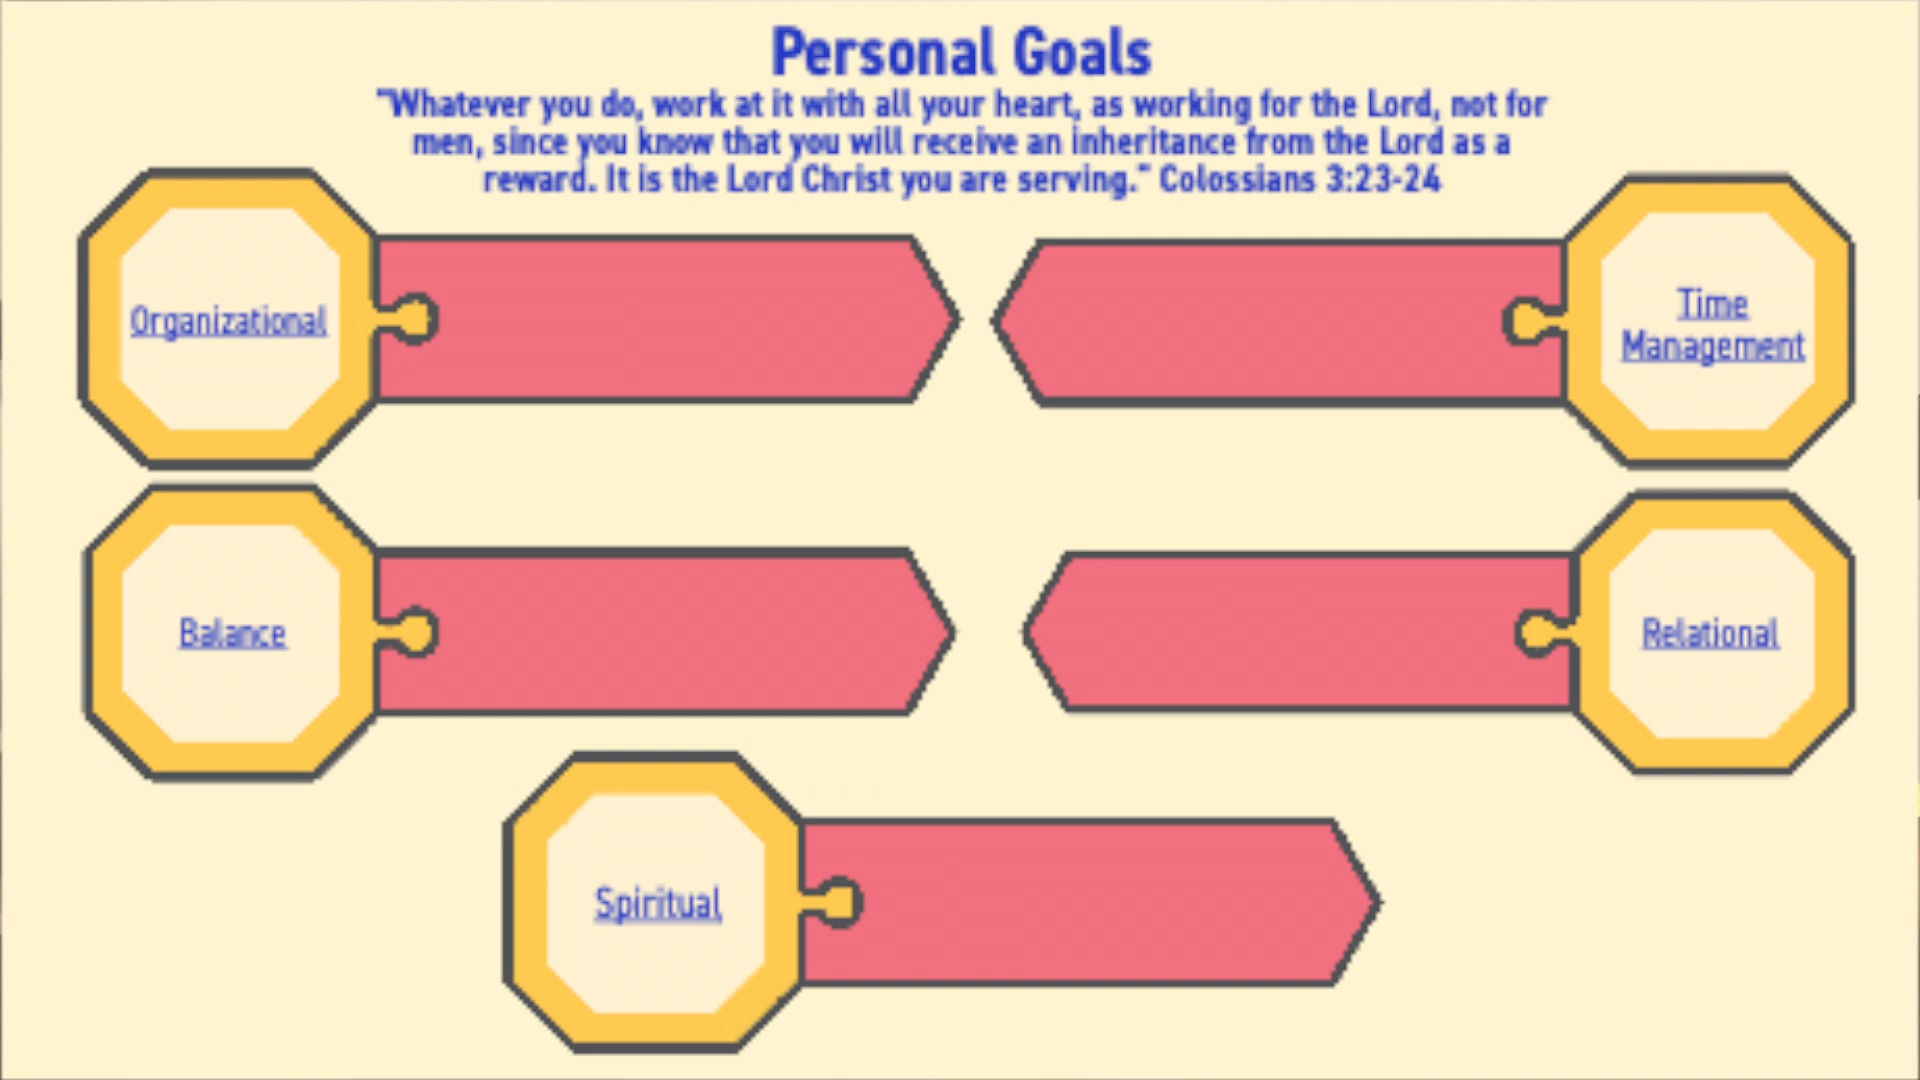 Personal Goals
"Whatever you do, work at it with all your heart, as working for the Lord, not for
men, since you know that you will receive an inheritance from the Lord as a
reward. It is the Lord Christ you are serving." Colossians 3:23-24
Organizational
Time
Management
Balance
Relational
Spiritual